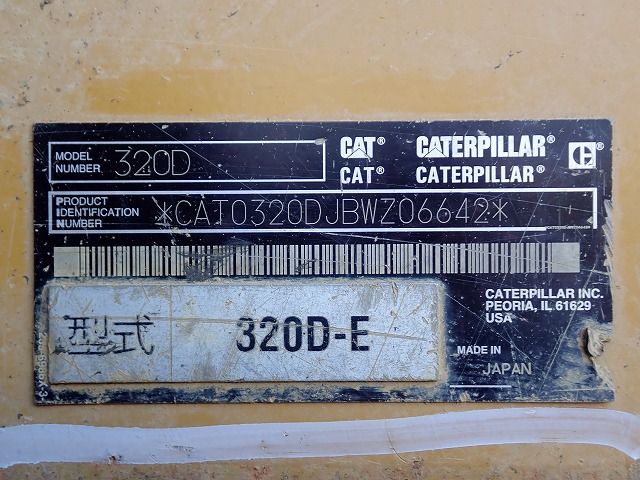 MODEL NUMBER 320D
CAT® CATERPILLAR® C
CAT® CATERPILLAR®
PRODUCT IDENTIFICATION NUMBER *CAT0320DJBWZ06642*
CATERPILLAR INC.
PEORIA, IL 61629
USA
型式 320D-E
MADE IN
JAPAN